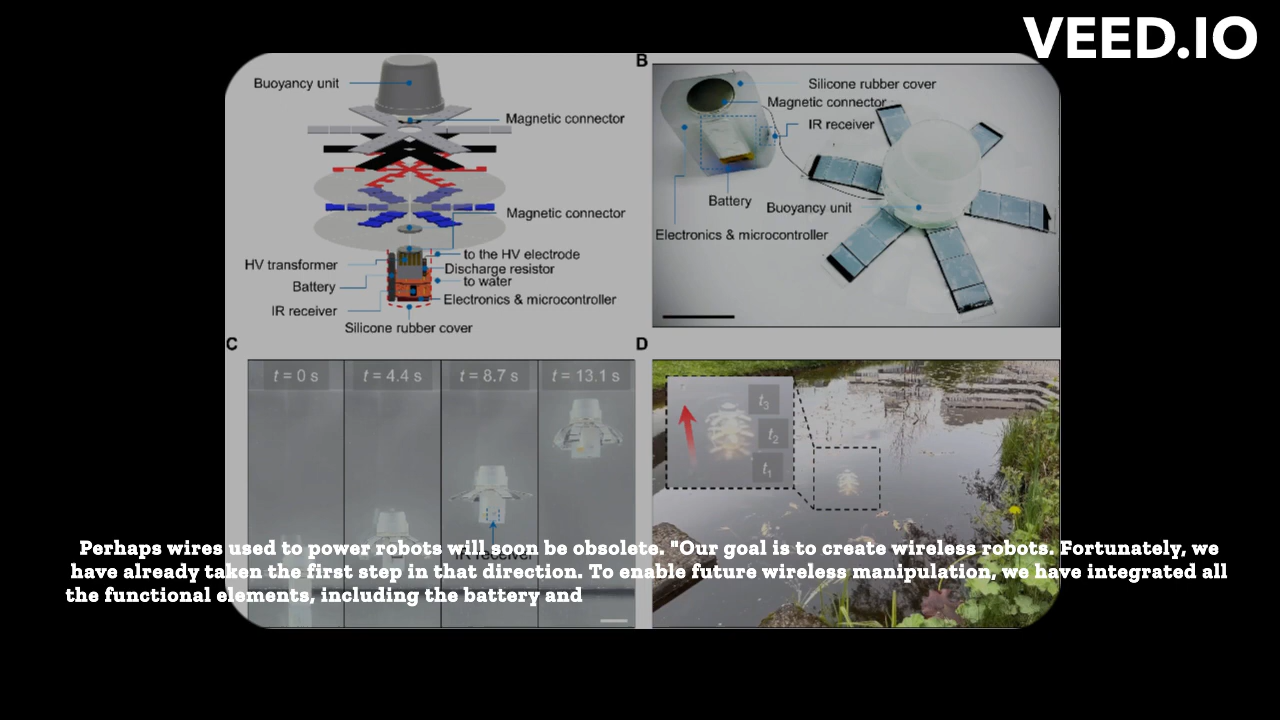 VEED.IO
Buoyancy unit
Magnetic connector
Magnetic connector
HV transformer
to the HV electrode
Discharge resistor
Battery
to water
Electronics & microcontroller
IR receiver
Silicone rubber cover
B
Silicone rubber cover
Magnetic connector
IR receiver
Battery
Buoyancy unit
Electronics & microcontroller
C
t = 0 s
t = 4.4 s
t = 8.7 s
t = 13.1 s
IR receiver
D
t3
t2
t1
Perhaps wires used to power robots will soon be obsolete. "Our goal is to create wireless robots. Fortunately, we
have already taken the first step in that direction. To enable future wireless manipulation, we have integrated all
the functional elements, including the battery and